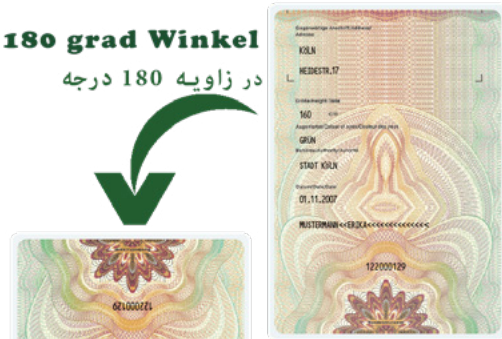 180 grad Winkel
در زاویه 180 درجه
KÖLN
HEIDESTR.17
160
GRÜN
STADT KÖLN
01.11.2007
MUSTERMANN<<ERIKA<<<<<<<<<<<<<<
122000129
122000129